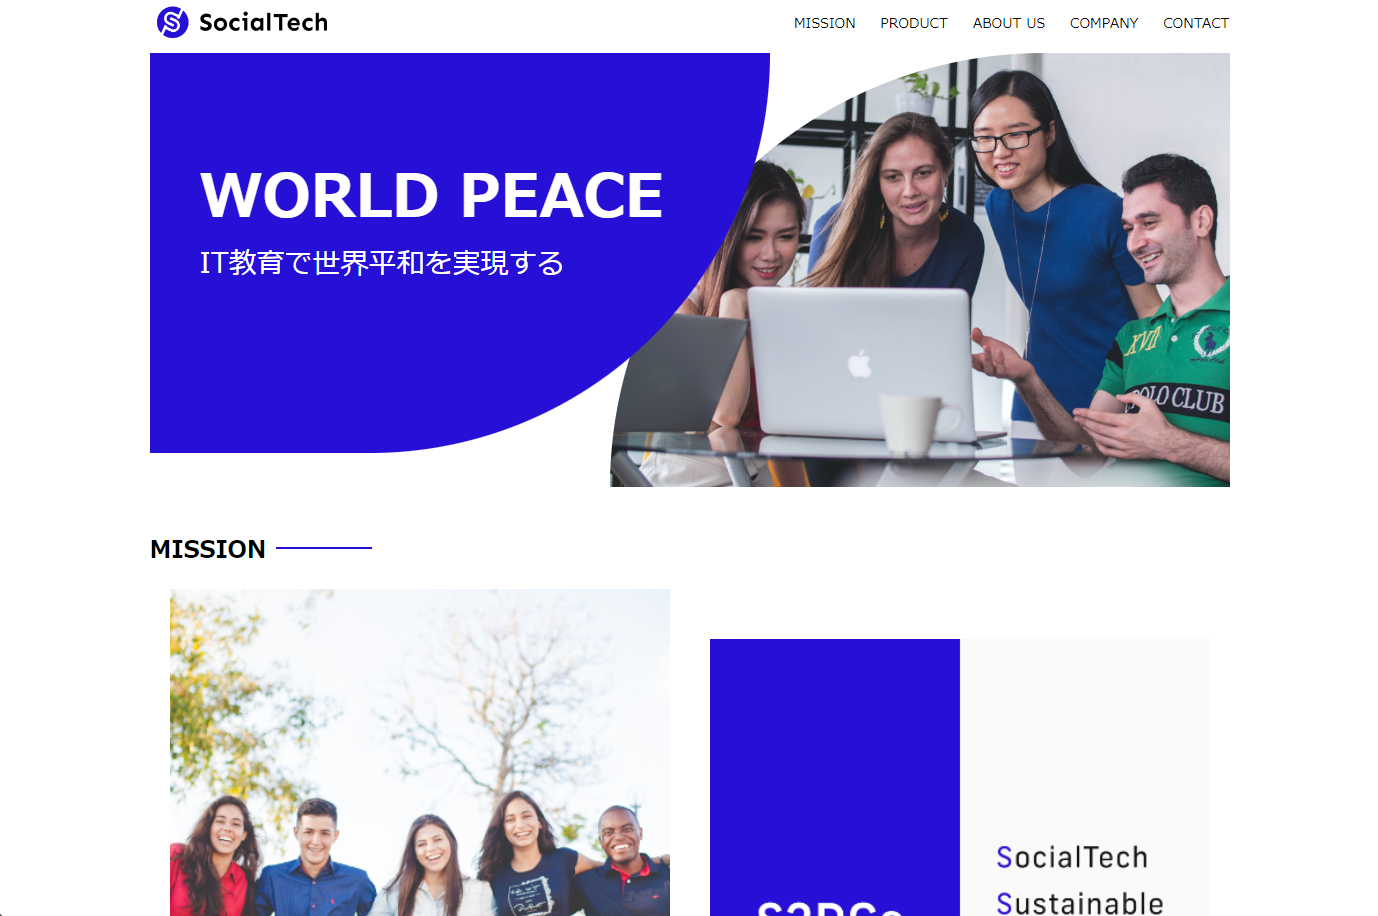 SocialTech
MISSION PRODUCT ABOUT US COMPANY CONTACT
WORLD PEACE
IT教育で世界平和を実現する
XVII
POLO CLUB
MISSION
SocialTech
Sustainable